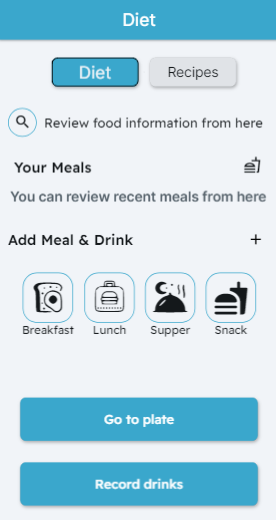 Diet
Diet Recipes
Review food information from here
Your Meals
You can review recent meals from here
Add Meal & Drink +
Breakfast Lunch Supper Snack
Go to plate
Record drinks